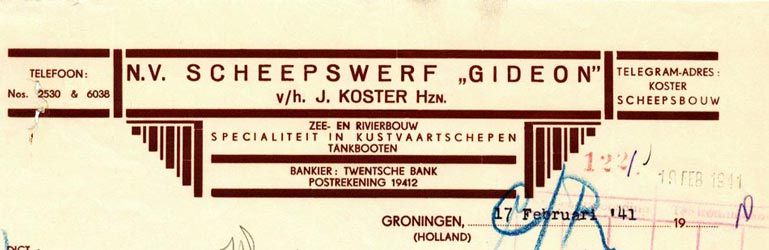 TELEFOON:
Nos. 2530 & 6038
N.V. SCHEEPSWERF „GIDEON"
v/h. J. KOSTER Hzn.
TELEGRAM-ADRES:
KOSTER
SCHEEPSBOUW
ZEE- EN RIVIERBOUW
SPECIALITEIT IN KUSTVAARTSCHEPEN
TANKBOOTEN
BANKIER: TWENTSCHE BANK
POSTREKENING 19412
122/
19 FEB 1941
GRONINGEN, 17 Februari '41 19
(HOLLAND)
DICT.: